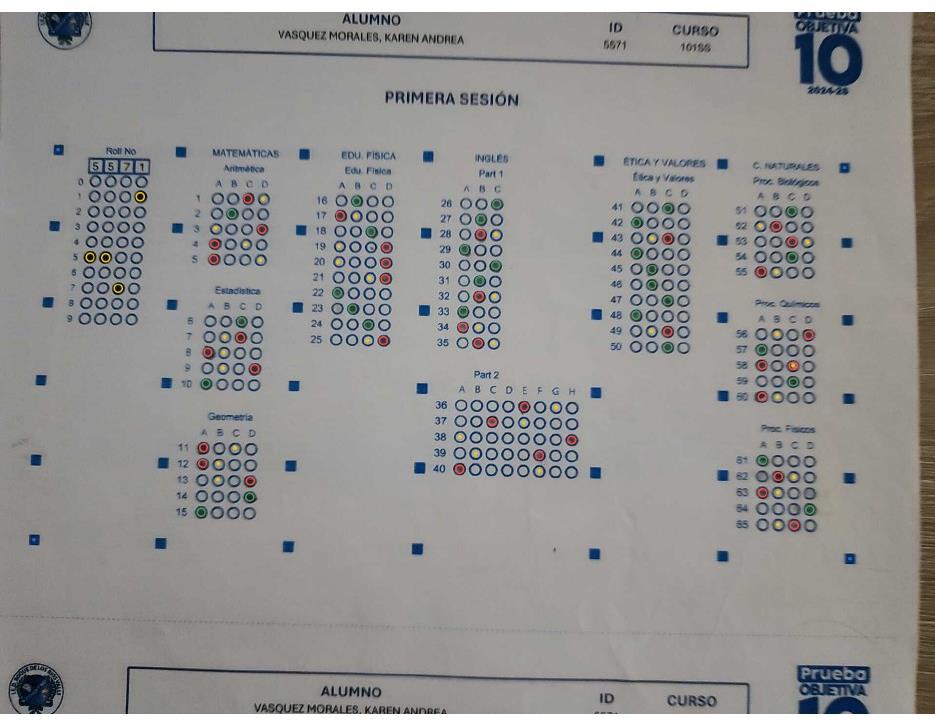 ALUMNO
VASQUEZ MORALES, KAREN ANDREA
ID
5571
CURSO
101SS
Prueba
OBJETIVA
10
2024-25
PRIMERA SESIÓN
Roll No
5 5 7 1
0
1
2
3
4
5
6
7
8
9
MATEMÁTICAS
Aritmética
A B C D
1
2
3
4
5
Estadística
A B C D
6
7
8
9
10
Geometría
A B C D
11
12
13
14
15
EDU. FÍSICA
Edu. Física
A B C D
16
17
18
19
20
21
22
23
24
25
INGLÉS
Part 1
A B C
26
27
28
29
30
31
32
33
34
35
Part 2
A B C D E F G H
36
37
38
39
40
ÉTICA Y VALORES
Ética y Valores
A B C D
41
42
43
44
45
46
47
48
49
50
C. NATURALES
Proc. Biológicos
A B C D
51
52
53
54
55
Proc. Químicos
A B C D
56
57
58
59
60
Proc. Físicos
A B C D
61
62
63
64
65
ALUMNO
VASQUEZ MORALES, KAREN ANDREA
ID
5571
CURSO
Prueba
OBJETIVA
10